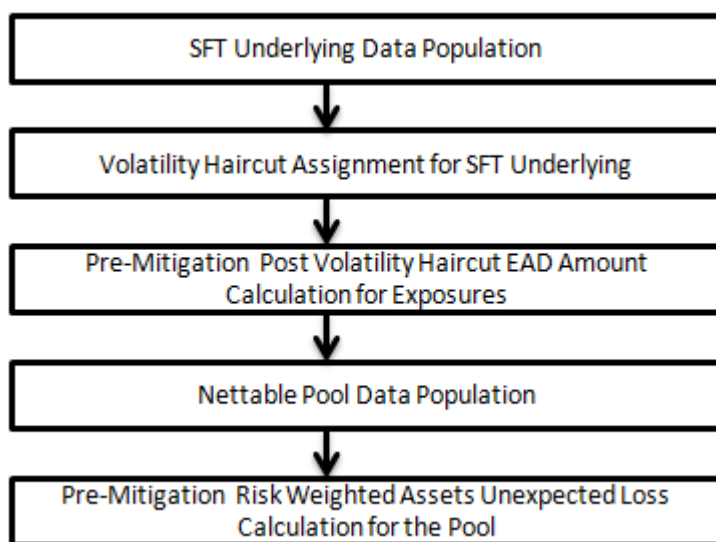 SFT Underlying Data Population
Volatility Haircut Assignment for SFT Underlying
Pre-Mitigation Post Volatility Haircut EAD Amount
Calculation for Exposures
Nettable Pool Data Population
Pre-Mitigation Risk Weighted Assets Unexpected Loss
Calculation for the Pool